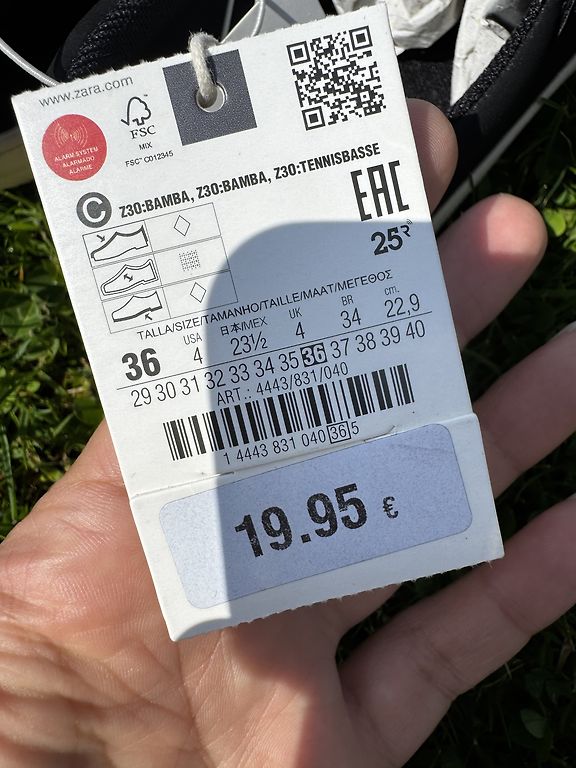 www.zara.com
FSC
MIX
FSC® C012345
ALARM SYSTEM
ALARMADO
ALARME
C Z30:BAMBA, Z30:BAMBA, Z30:TENNISBASSE
EAC
25
TALLA/SIZE/TAMANHO/TAILLE/MAAT/ΜΕΓΕΘΟΣ
USA 日本/MEX UK BR cm.
36 4 23½ 4 34 22,9
29 30 31 32 33 34 35 36 37 38 39 40
ART.: 4443/831/040
1 4443 831 040 36 5
19.95 €